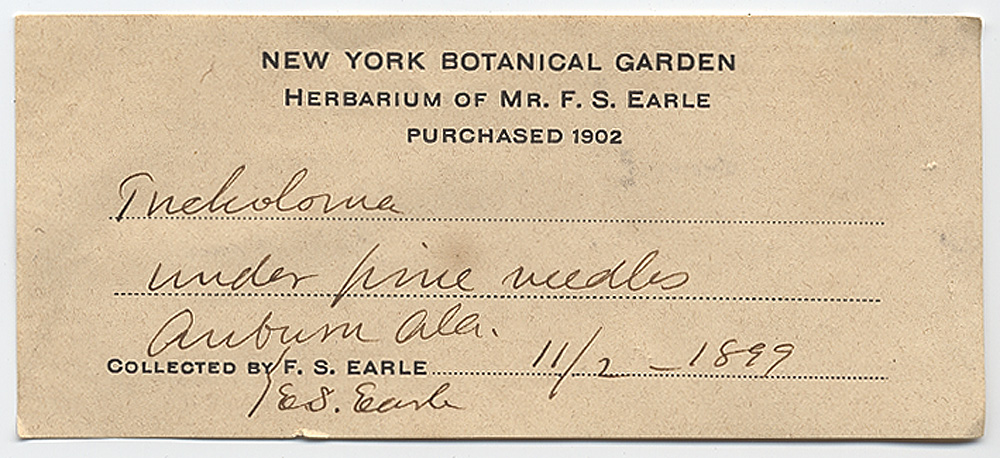 NEW YORK BOTANICAL GARDEN
HERBARIUM OF MR. F. S. EARLE
PURCHASED 1902
Tricholoma
under pine needles
Auburn Ala.
COLLECTED BY F. S. EARLE 11/2 - 1899
E.S. Earle